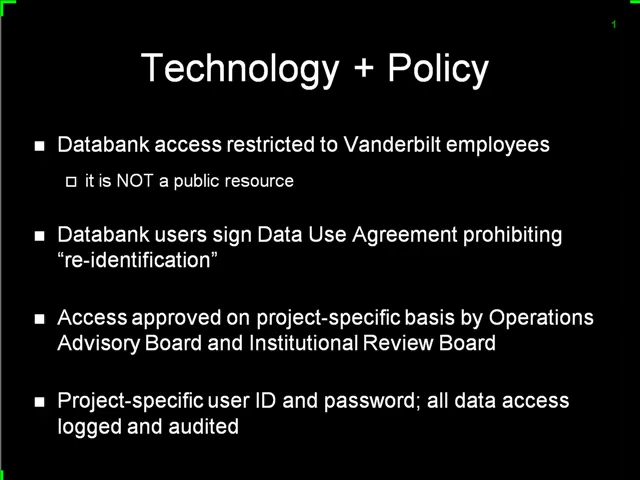 1
Technology + Policy
Databank access restricted to Vanderbilt employees
it is NOT a public resource
Databank users sign Data Use Agreement prohibiting
“re-identification”
Access approved on project-specific basis by Operations
Advisory Board and Institutional Review Board
Project-specific user ID and password; all data access
logged and audited